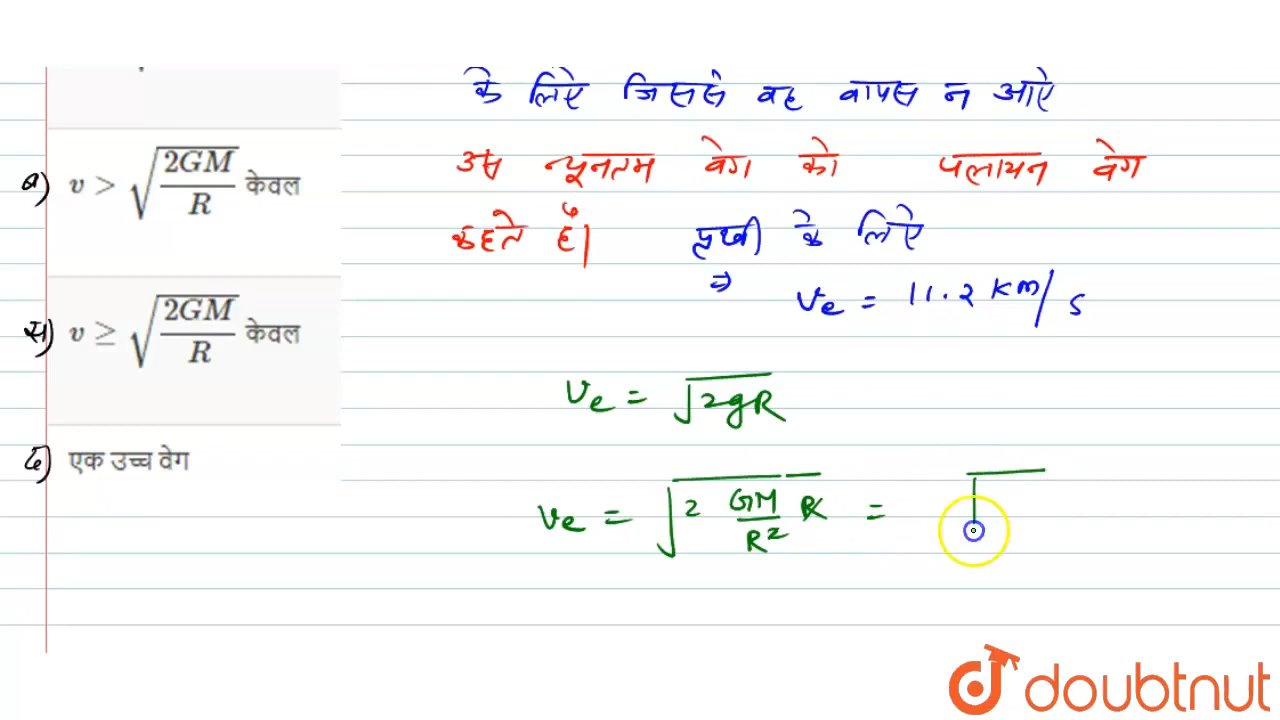 के लिए जिससे वह वापस न आऐ
ब) v > √(2GM/R) केवल
उस न्यूनतम वेग को पलायन वेग
कहते हैं। पृथ्वी के लिऐ
⇒ Ve = 11.2 km/s
स) v ≥ √(2GM/R) केवल
Ve = √2gR
द) एक उच्च वेग
Ve = √(2 GM/R² R) = √
doubtnut